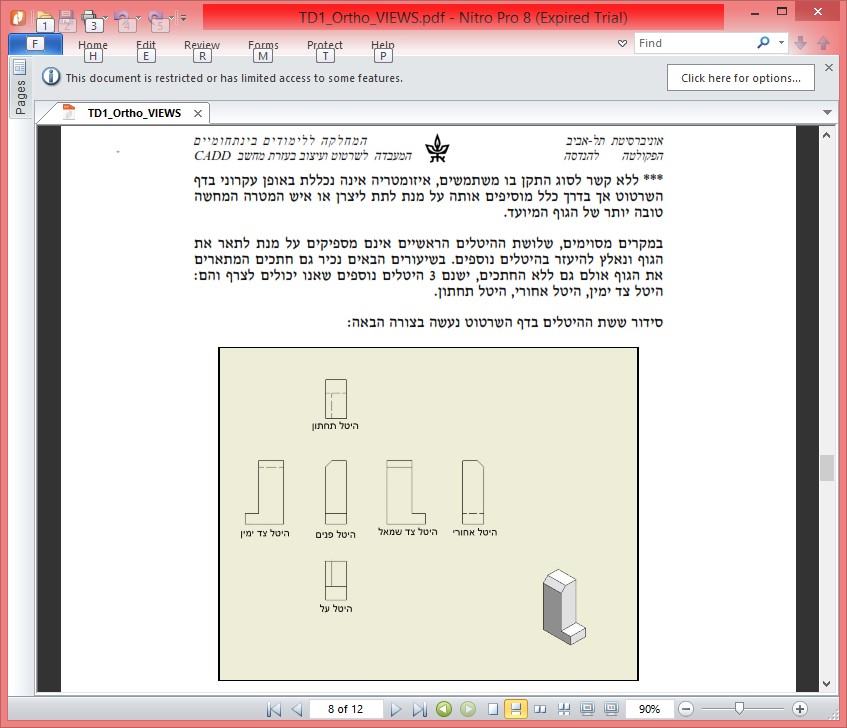 TD1_Ortho_VIEWS.pdf - Nitro Pro 8 (Expired Trial)
1 2 3 4 5
F
Home Edit Review Forms Protect Help
H E R M T P
Find
This document is restricted or has limited access to some features.
Click here for options...
Pages
TD1_Ortho_VIEWS
אוניברסיטת תל-אביב
הפקולטה להנדסה
המחלקה ללימודים בינתחומיים
המעבדה לשרטוט ועיצוב בעזרת מחשב CADD
*** ללא קשר לסוג התקן בו משתמשים, איזומטריה אינה נכללת באופן עקרוני בדף
השרטוט אך בדרך כלל מוסיפים אותה על מנת לתת ליצרן או איש המטרה המחשה
טובה יותר של הגוף המיועד.
במקרים מסוימים, שלושת ההיטלים הראשיים אינם מספיקים על מנת לתאר את
הגוף ונאלץ להיעזר בהיטלים נוספים. בשיעורים הבאים נכיר גם חתכים המתארים
את הגוף אולם גם ללא החתכים, ישנם 3 היטלים נוספים שאנו יכולים לצרף והם:
היטל צד ימין, היטל אחורי, היטל תחתון.
סידור ששת ההיטלים בדף השרטוט נעשה בצורה הבאה:
היטל תחתון
היטל צד ימין
היטל פנים
היטל צד שמאל
היטל אחורי
היטל על
8 of 12
90%